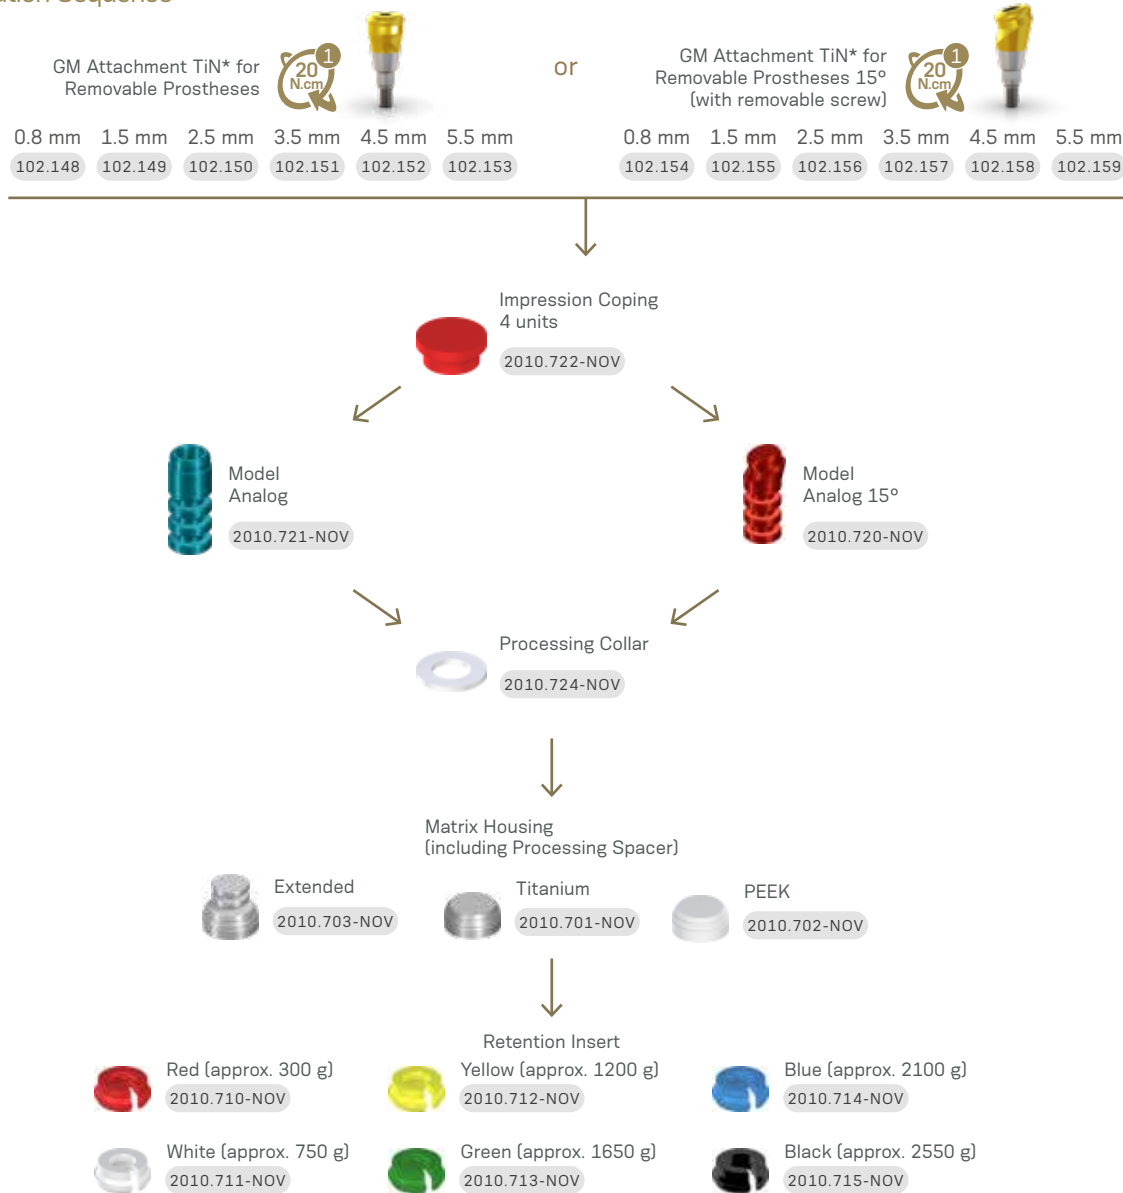 GM Attachment TiN* for
Removable Prostheses
20
N.cm
1
or
GM Attachment TiN* for
Removable Prostheses 15°
(with removable screw)
20
N.cm
1
0.8 mm 1.5 mm 2.5 mm 3.5 mm 4.5 mm 5.5 mm
102.148 102.149 102.150 102.151 102.152 102.153
0.8 mm 1.5 mm 2.5 mm 3.5 mm 4.5 mm 5.5 mm
102.154 102.155 102.156 102.157 102.158 102.159
Impression Coping
4 units
2010.722-NOV
Model
Analog
2010.721-NOV
Model
Analog 15°
2010.720-NOV
Processing Collar
2010.724-NOV
Matrix Housing
(including Processing Spacer)
Extended
2010.703-NOV
Titanium
2010.701-NOV
PEEK
2010.702-NOV
Retention Insert
Red (approx. 300 g)
2010.710-NOV
Yellow (approx. 1200 g)
2010.712-NOV
Blue (approx. 2100 g)
2010.714-NOV
White (approx. 750 g)
2010.711-NOV
Green (approx. 1650 g)
2010.713-NOV
Black (approx. 2550 g)
2010.715-NOV